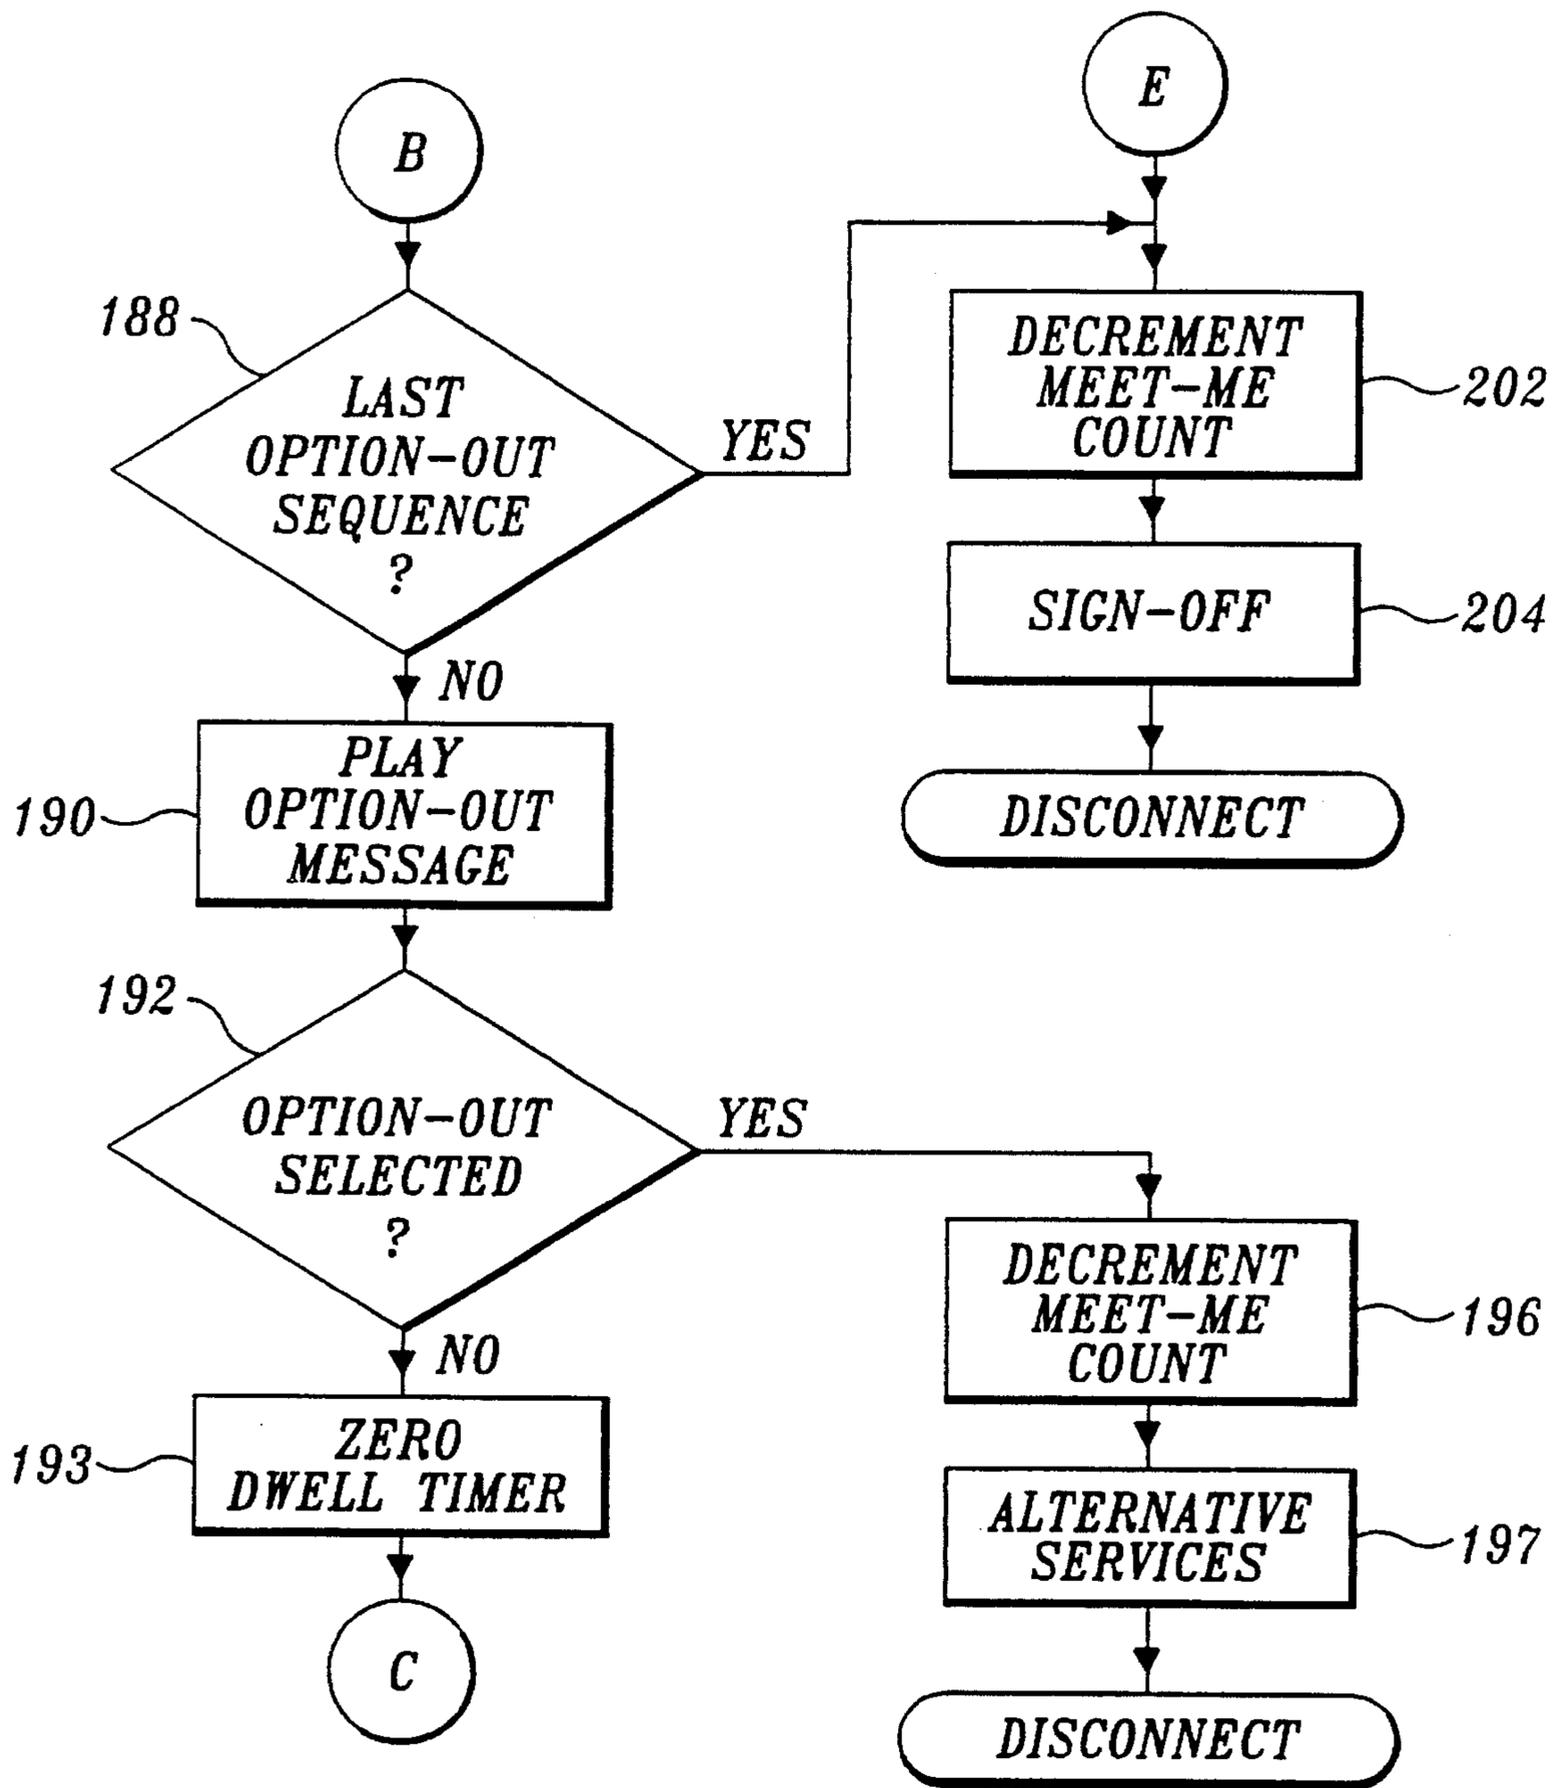 B
E
188
LAST
OPTION-OUT
SEQUENCE
?
YES
DECREMENT
MEET-ME
COUNT
202
SIGN-OFF
204
NO
PLAY
OPTION-OUT
MESSAGE
190
DISCONNECT
192
OPTION-OUT
SELECTED
?
YES
DECREMENT
MEET-ME
COUNT
196
NO
ZERO
DWELL TIMER
193
ALTERNATIVE
SERVICES
197
C
DISCONNECT